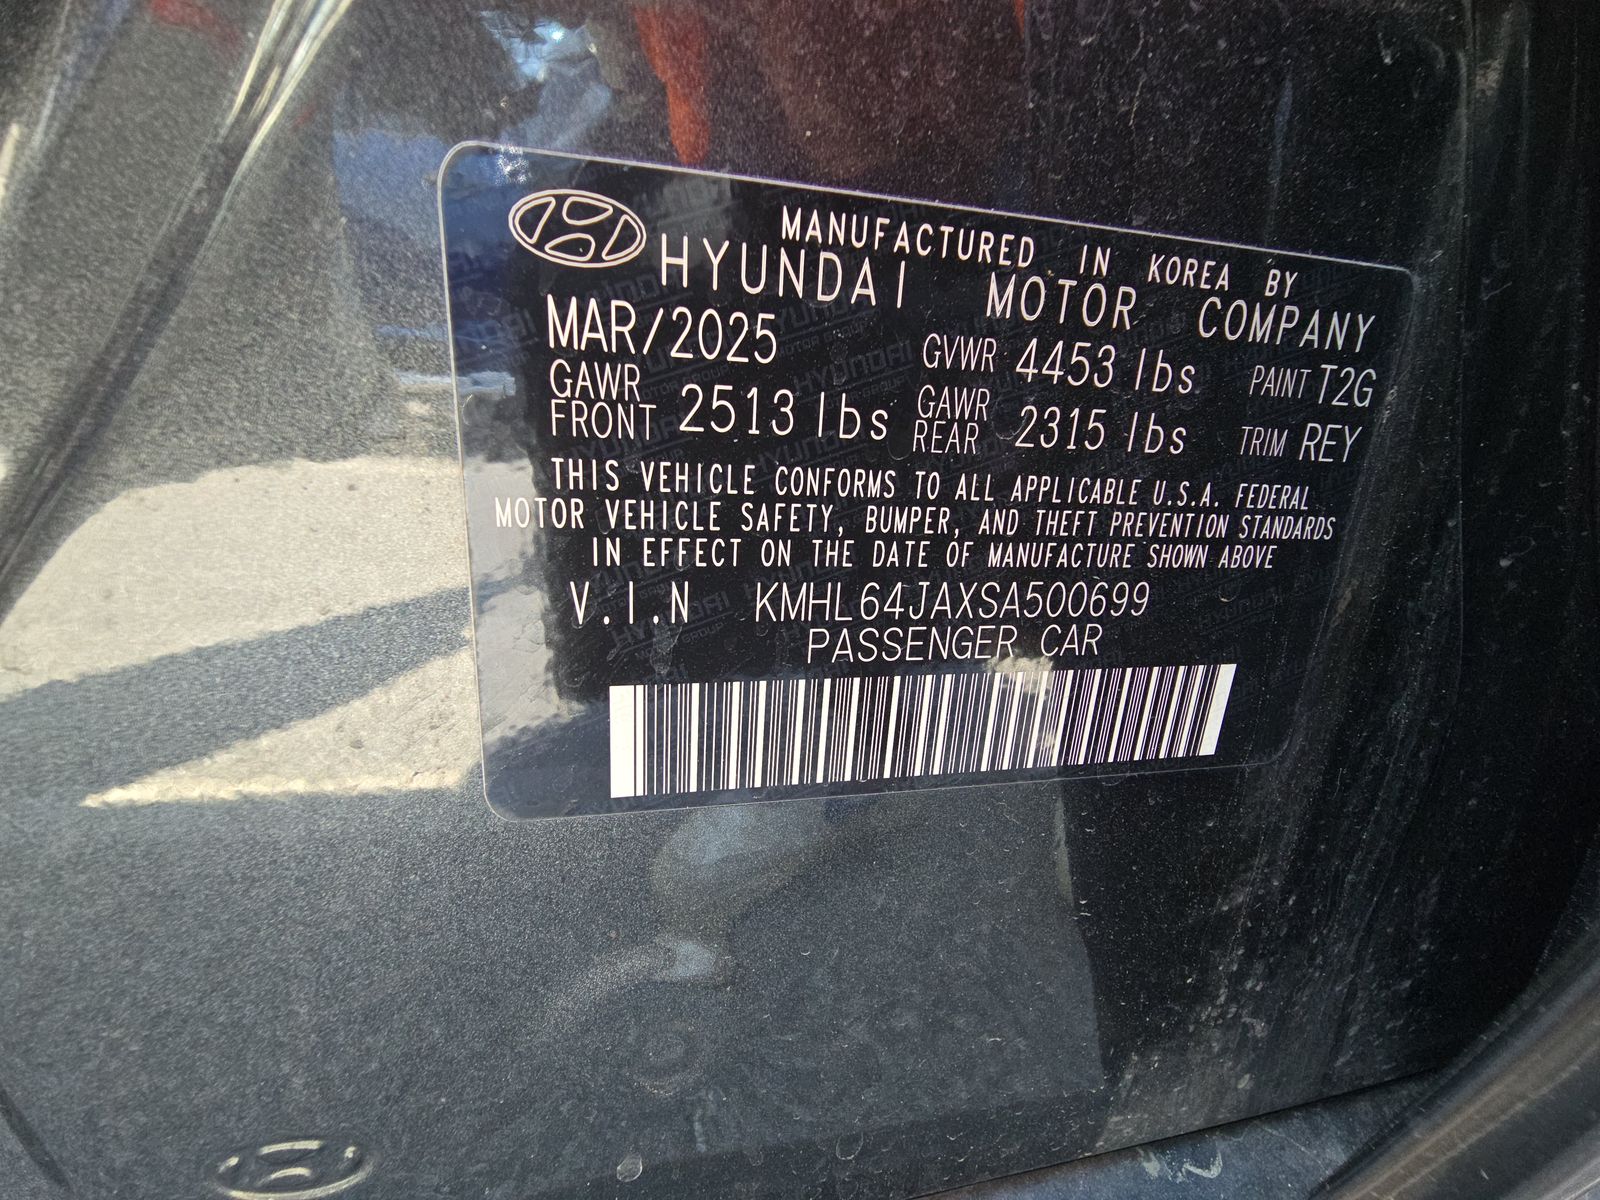 MANUFACTURED IN KOREA BY
HYUNDAI MOTOR COMPANY
MAR/2025 GVWR 4453 lbs PAINT T2G
GAWR FRONT 2513 lbs GAWR REAR 2315 lbs TRIM REY
THIS VEHICLE CONFORMS TO ALL APPLICABLE U.S.A. FEDERAL
MOTOR VEHICLE SAFETY, BUMPER, AND THEFT PREVENTION STANDARDS
IN EFFECT ON THE DATE OF MANUFACTURE SHOWN ABOVE
V.I.N KMHL64JAXSA500699
PASSENGER CAR